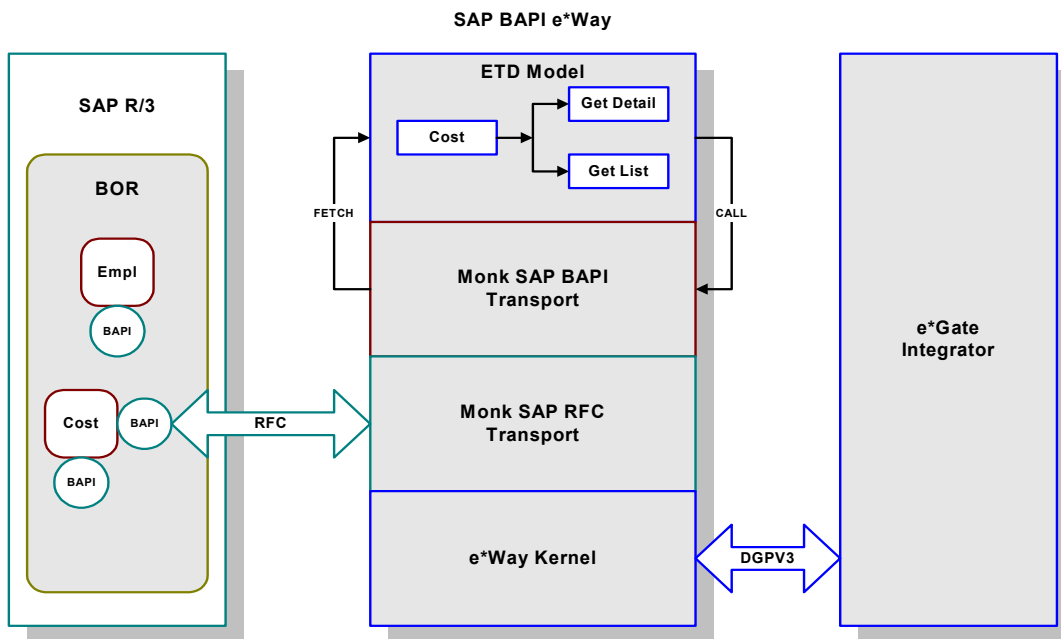 SAP BAPI e*Way
SAP R/3
BOR
Empl
BAPI
Cost
BAPI
BAPI
RFC
ETD Model
Cost
Get Detail
Get List
FETCH
CALL
Monk SAP BAPI
Transport
Monk SAP RFC
Transport
e*Way Kernel
DGPV3
e*Gate
Integrator